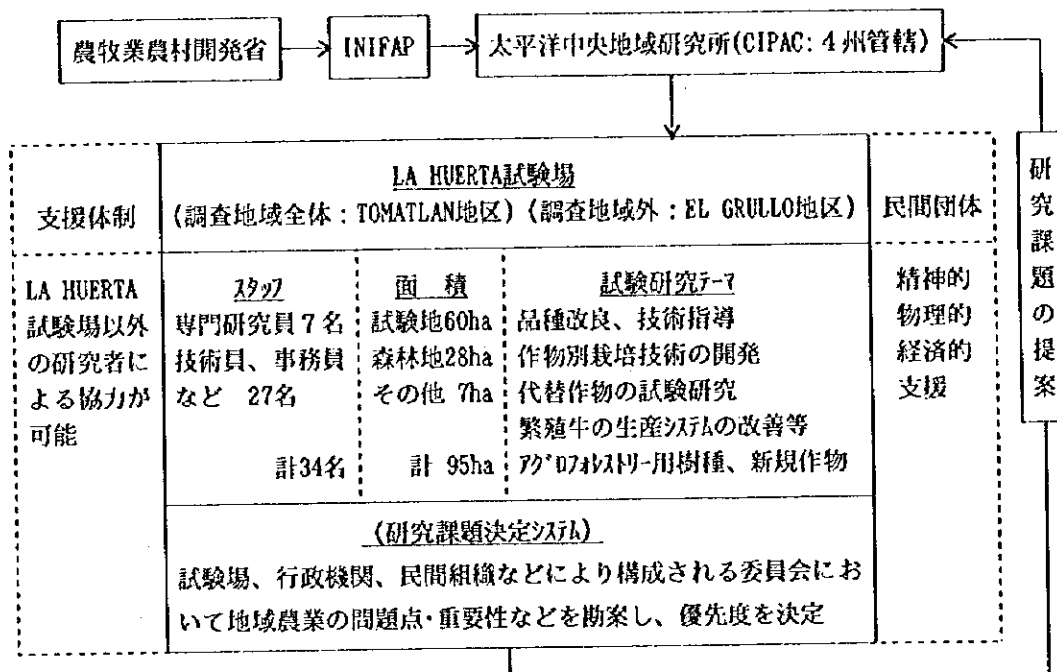 農牧業農村開発省
INIFAP
太平洋中央地域研究所(CIPAC: 4州管轄)
LA HUERTA試験場
(調査地域全体:TOMATLAN地区) (調査地域外:EL GRULLO地区)
支援体制
LA HUERTA
試験場以外
の研究者に
よる協力が
可能
スタッフ
専門研究員7名
技術員、事務員
など 27名
計34名
面 積
試験地60ha
森林地28ha
その他 7ha
計 95ha
試験研究テーマ
品種改良、技術指導
作物別栽培技術の開発
代替作物の試験研究
繁殖牛の生産システムの改善等
アグロフォレストリー用樹種、新規作物
民間団体
精神的
物理的
経済的
支援
研究課題の提案
(研究課題決定システム)
試験場、行政機関、民間組織などにより構成される委員会にお
いて地域農業の問題点・重要性などを勘案し、優先度を決定